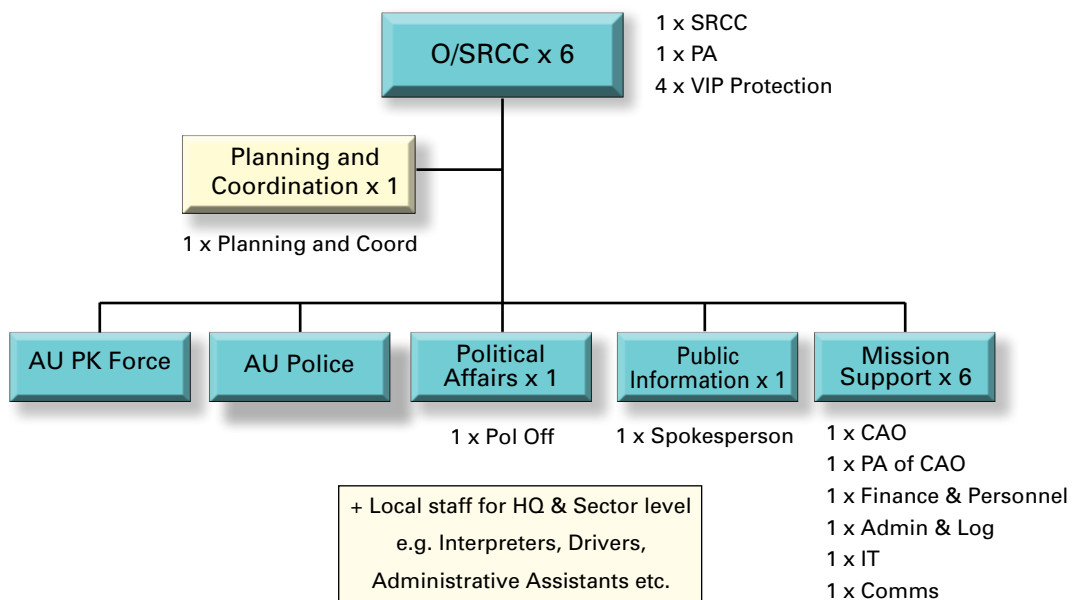 O/SRCC x 6
1 x SRCC
1 x PA
4 x VIP Protection
Planning and
Coordination x 1
1 x Planning and Coord
AU PK Force
AU Police
Political
Affairs x 1
1 x Pol Off
Public
Information x 1
1 x Spokesperson
Mission
Support x 6
1 x CAO
1 x PA of CAO
1 x Finance & Personnel
1 x Admin & Log
1 x IT
1 x Comms
+ Local staff for HQ & Sector level
e.g. Interpreters, Drivers,
Administrative Assistants etc.